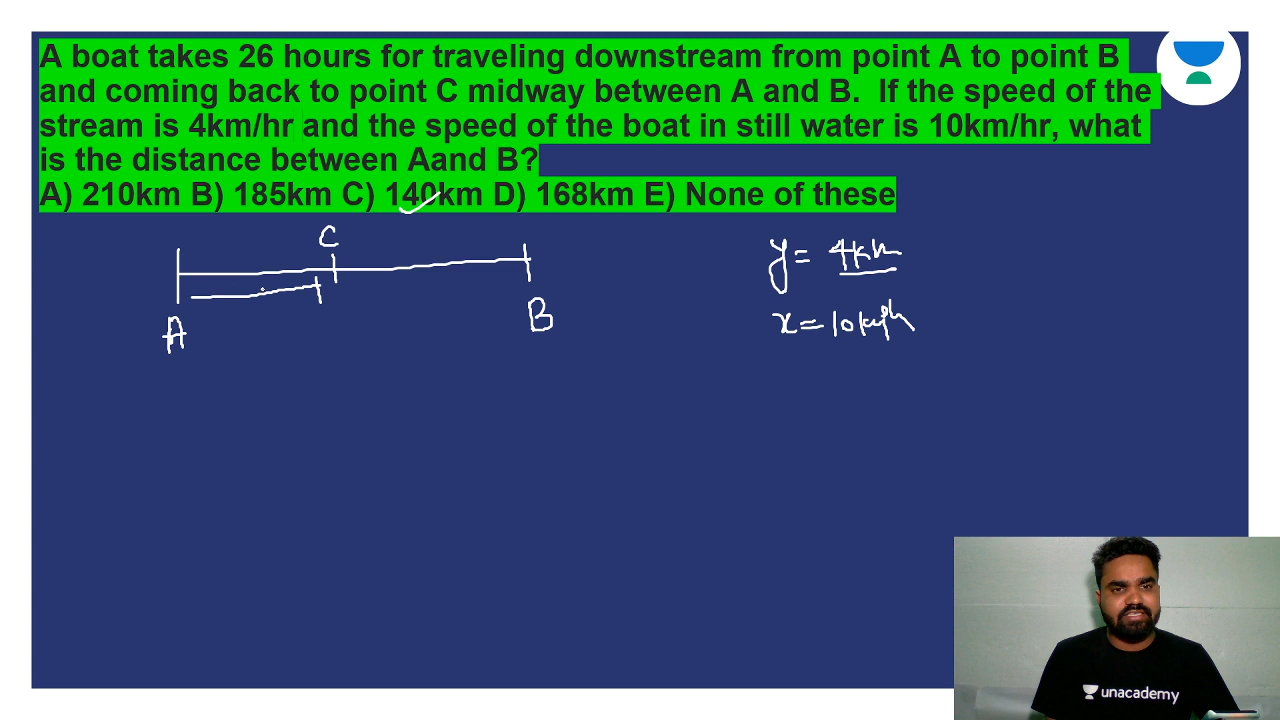 A boat takes 26 hours for traveling downstream from point A to point B
and coming back to point C midway between A and B.  If the speed of the
stream is 4km/hr and the speed of the boat in still water is 10km/hr, what
is the distance between Aand B?
A) 210km B) 185km C) 140km D) 168km E) None of these
C
A
B
y = 4kh
x = 10kmph
unacademy